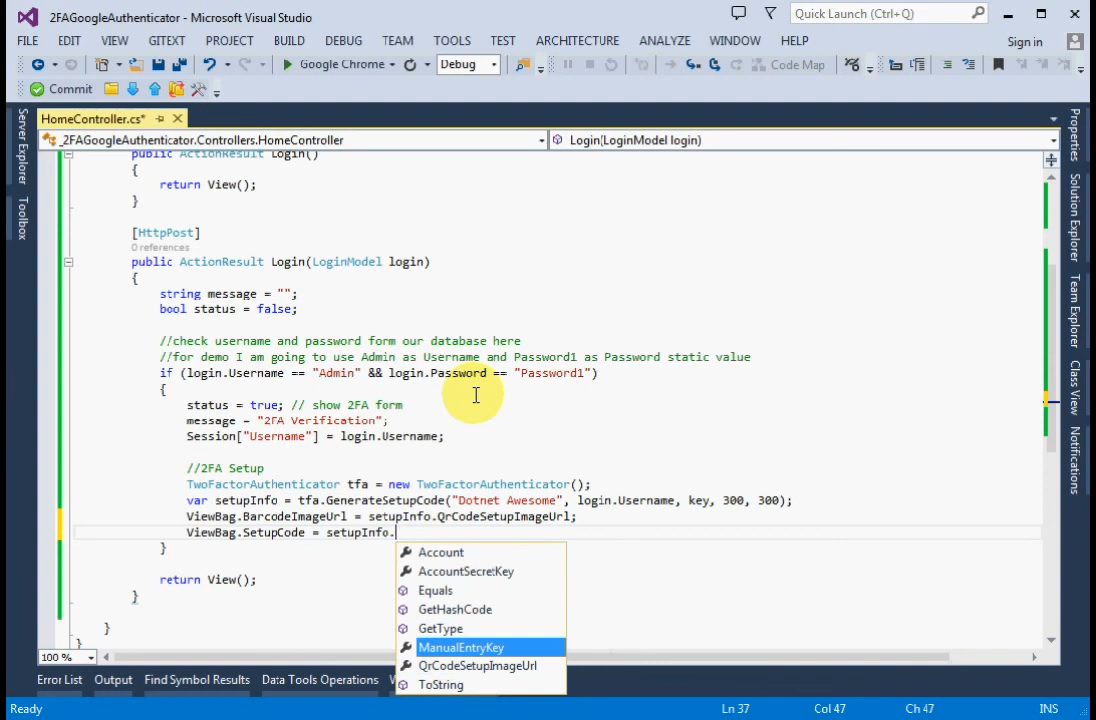 2FAGoogleAuthenticator - Microsoft Visual Studio
Quick Launch (Ctrl+Q)
FILE EDIT VIEW GITEXT PROJECT BUILD DEBUG TEAM TOOLS TEST ARCHITECTURE ANALYZE WINDOW HELP Sign in
Google Chrome Debug Code Map
Commit
HomeController.cs*
_2FAGoogleAuthenticator.Controllers.HomeController Login(LoginModel login)
Server Explorer
Toolbox
Properties
Solution Explorer
Team Explorer
Class View
Notifications
public ActionResult Login()
{
return View();
}
[HttpPost]
0 references
public ActionResult Login(LoginModel login)
{
string message = "";
bool status = false;
//check username and password form our database here
//for demo I am going to use Admin as Username and Password1 as Password static value
if (login.Username == "Admin" && login.Password == "Password1")
{
status = true; // show 2FA form
message = "2FA Verification";
Session["Username"] = login.Username;
//2FA Setup
TwoFactorAuthenticator tfa = new TwoFactorAuthenticator();
var setupInfo = tfa.GenerateSetupCode("Dotnet Awesome", login.Username, key, 300, 300);
ViewBag.BarcodeImageUrl = setupInfo.QrCodeSetupImageUrl;
ViewBag.SetupCode = setupInfo.
}
Account
AccountSecretKey
Equals
GetHashCode
GetType
ManualEntryKey
QrCodeSetupImageUrl
ToString
return View();
}
}
}
100 %
Error List Output Find Symbol Results Data Tools Operations
Ready Ln 37 Col 47 Ch 47 INS